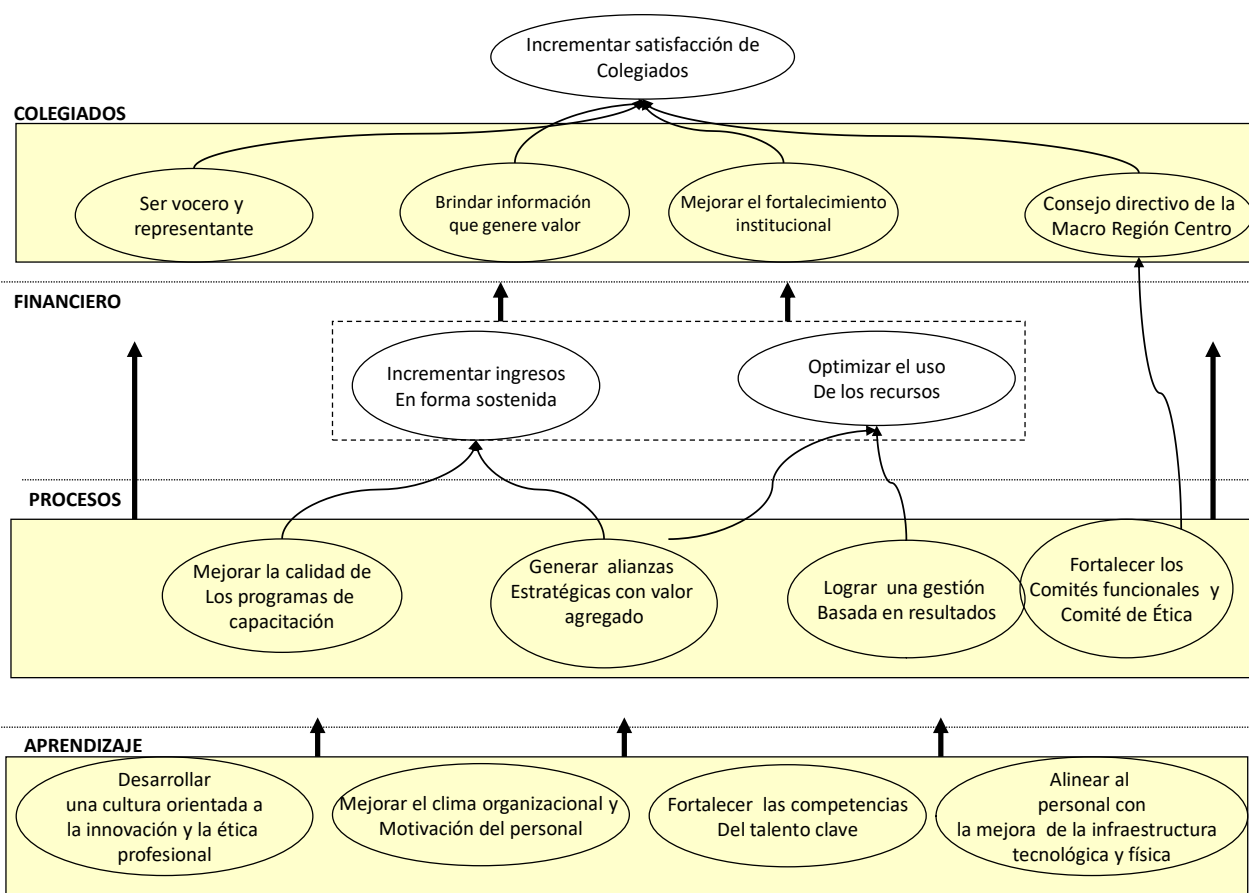 Incrementar satisfacción de
Colegiados
COLEGIADOS
Ser vocero y
representante
Brindar información
que genere valor
Mejorar el fortalecimiento
institucional
Consejo directivo de la
Macro Región Centro
FINANCIERO
Incrementar ingresos
En forma sostenida
Optimizar el uso
De los recursos
PROCESOS
Mejorar la calidad de
Los programas de
capacitación
Generar alianzas
Estratégicas con valor
agregado
Lograr una gestión
Basada en resultados
Fortalecer los
Comités funcionales y
Comité de Ética
APRENDIZAJE
Desarrollar
una cultura orientada a
la innovación y la ética
profesional
Mejorar el clima organizacional y
Motivación del personal
Fortalecer las competencias
Del talento clave
Alinear al
personal con
la mejora de la infraestructura
tecnológica y física